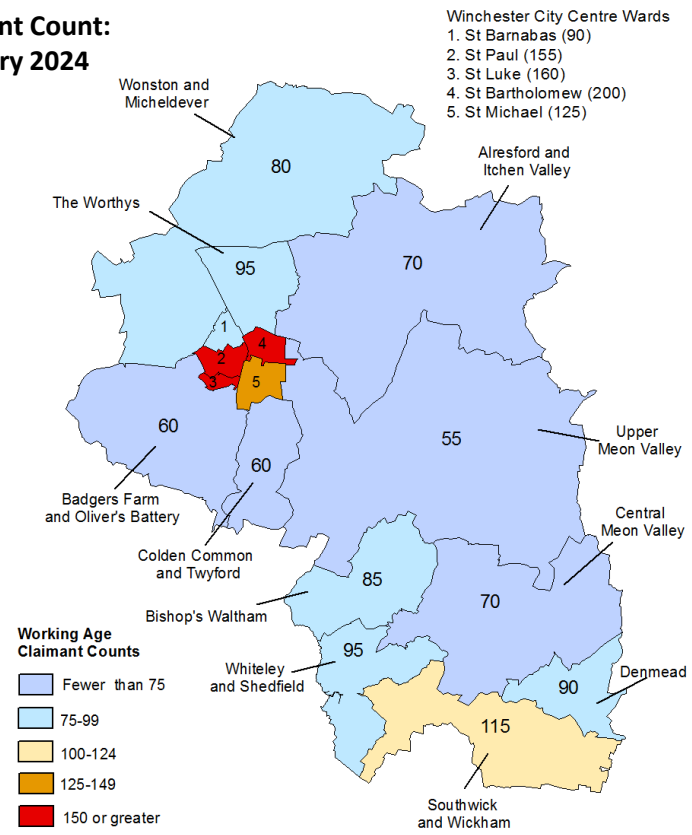 nt Count:
ry 2024
Winchester City Centre Wards
1. St Barnabas (90)
2. St Paul (155)
3. St Luke (160)
4. St Bartholomew (200)
5. St Michael (125)
Wonston and
Micheldever
80
Alresford and
Itchen Valley
The Worthys
95
70
1
4
2
3
5
60
60
55
Upper
Meon Valley
Badgers Farm
and Oliver's Battery
Colden Common
and Twyford
Central
Meon Valley
85
70
Bishop's Waltham
95
Whiteley
and Shedfield
90
Denmead
115
Southwick
and Wickham
Working Age
Claimant Counts
Fewer than 75
75-99
100-124
125-149
150 or greater